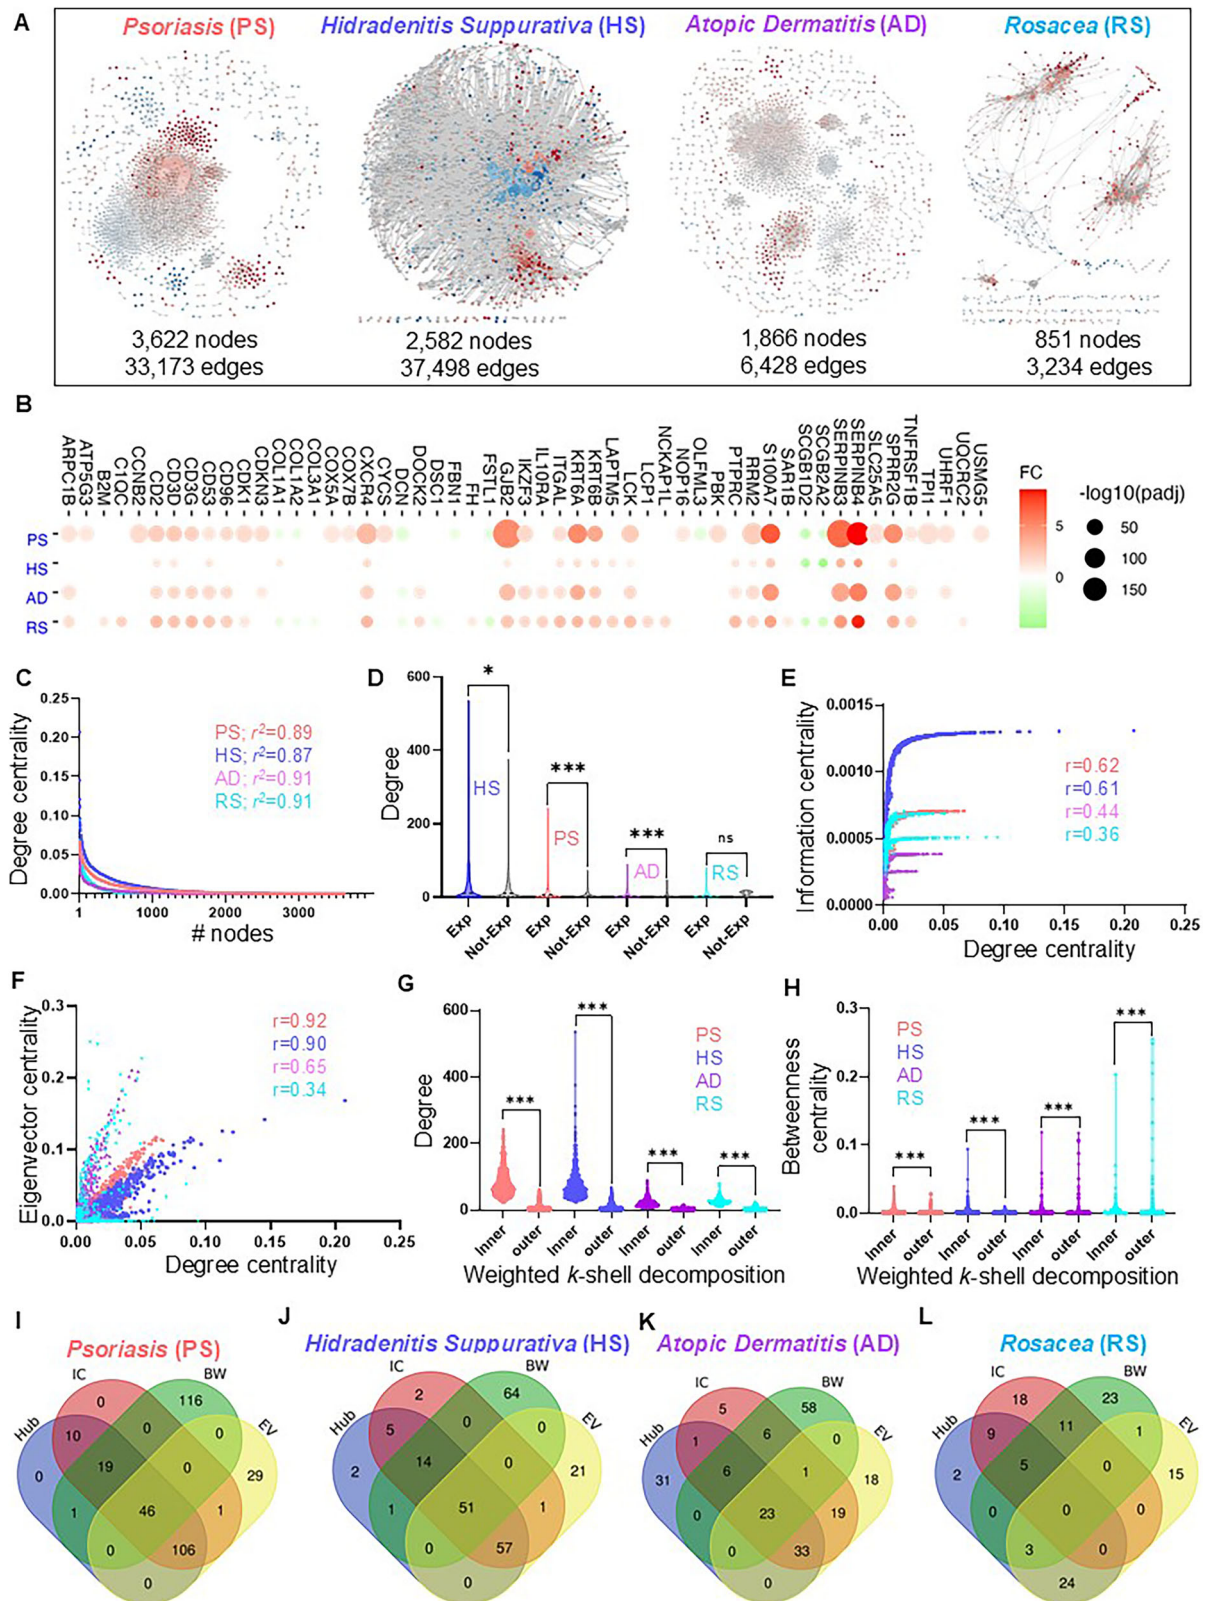 A
Psoriasis (PS)
Hidradenitis Suppurativa (HS)
Atopic Dermatitis (AD)
Rosacea (RS)
3,622 nodes
33,173 edges
2,582 nodes
37,498 edges
1,866 nodes
6,428 edges
851 nodes
3,234 edges
B
ARPC1B
ATP5G3
B2M
C1QC
CCNB2
CD2
CD3D
CD3G
CD53
CD96
CDK1
CDKN3
COL1A1
COL1A2
COL3A1
COX5A
COX7B
CXCR4
CYCS
DCN
DOCK2
DSC1
FBN1
FH
FSTL1
GJB2
IKZF3
IL10RA
ITGAL
KRT6A
KRT6B
LAPTM5
LCK
LCP1
NCKAP1L
NOP16
OLFML3
PBK
PTPRC
RRM2
S100A7
SAR1B
SCGB1D2
SCGB2A2
SERPINB3
SERPINB4
SLC25A5
SPRR2G
TNFRSF1B
TPI1
UHRF1
UQCRC2
USMG5
PS
HS
AD
RS
FC
5
0
-log10(padj)
50
100
150
C
Degree centrality
0.25
0.20
0.15
0.10
0.05
0.00
PS; r²=0.89
HS; r²=0.87
AD; r²=0.91
RS; r²=0.91
1
1000
2000
3000
# nodes
D
Degree
600
400
200
0
*
***
***
ns
HS
PS
AD
RS
Exp
Not-Exp
Exp
Not-Exp
Exp
Not-Exp
Exp
Not-Exp
E
Information centrality
0.0015
0.0010
0.0005
0.0000
r=0.62
r=0.61
r=0.44
r=0.36
0.00
0.05
0.10
0.15
0.20
0.25
Degree centrality
F
Eigenvector centrality
0.3
0.2
0.1
0.0
r=0.92
r=0.90
r=0.65
r=0.34
0.00
0.05
0.10
0.15
0.20
0.25
Degree centrality
G
Degree
600
400
200
0
***
***
***
***
PS
HS
AD
RS
Inner
outer
Inner
outer
Inner
outer
Inner
outer
Weighted k-shell decomposition
H
Betweenness
centrality
0.3
0.2
0.1
0.0
PS
HS
AD
RS
***
***
***
***
Inner
outer
Inner
outer
Inner
outer
Inner
outer
Weighted k-shell decomposition
I
Psoriasis (PS)
Hub
IC
BW
EV
0
116
10
0
0
0
19
0
29
1
46
1
0
106
0
J
Hidradenitis Suppurativa (HS)
Hub
IC
BW
EV
2
64
5
0
0
2
14
0
21
1
51
1
0
57
0
K
Atopic Dermatitis (AD)
Hub
IC
BW
EV
5
58
1
6
0
31
6
1
18
0
23
19
0
33
0
L
Rosacea (RS)
Hub
IC
BW
EV
18
23
9
11
1
2
5
0
15
0
0
0
3
0
24